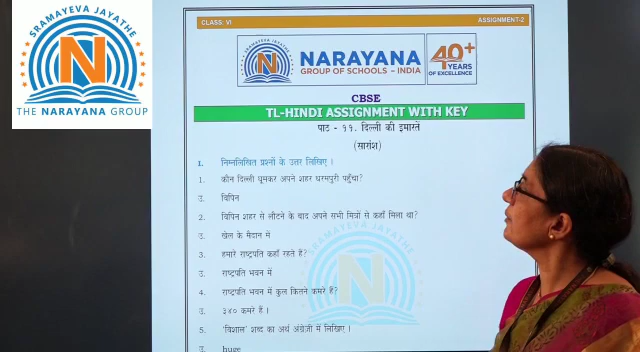 SRAMAYEVA JAYATHE
N
THE NARAYANA GROUP
CLASS: VI
ASSIGNMENT-2
NARAYANA
GROUP OF SCHOOLS – INDIA
40+
YEARS
OF EXCELLENCE
CBSE
TL-HINDI ASSIGNMENT WITH KEY
पाठ - ११. दिल्ली की इमारतें
(सारांश)
I. निम्नलिखित प्रश्नों के उत्तर लिखिए ।
1. कौन दिल्ली घूमकर अपने शहर धरमपुरी पहुँचा?
उ. विपिन
2. विपिन शहर से लौटने के बाद अपने सभी मित्रों से कहाँ मिला था?
उ. खेल के मैदान में
3. हमारे राष्ट्रपति कहाँ रहते हैं?
उ. राष्ट्रपति भवन में
4. राष्ट्रपति भवन में कुल कितने कमरे हैं?
उ. ३४० कमरे हैं ।
5. 'विशाल' शब्द का अर्थ अंग्रेज़ी में लिखिए ।
उ. huge
SRAMAYEVA JAYATHE
N